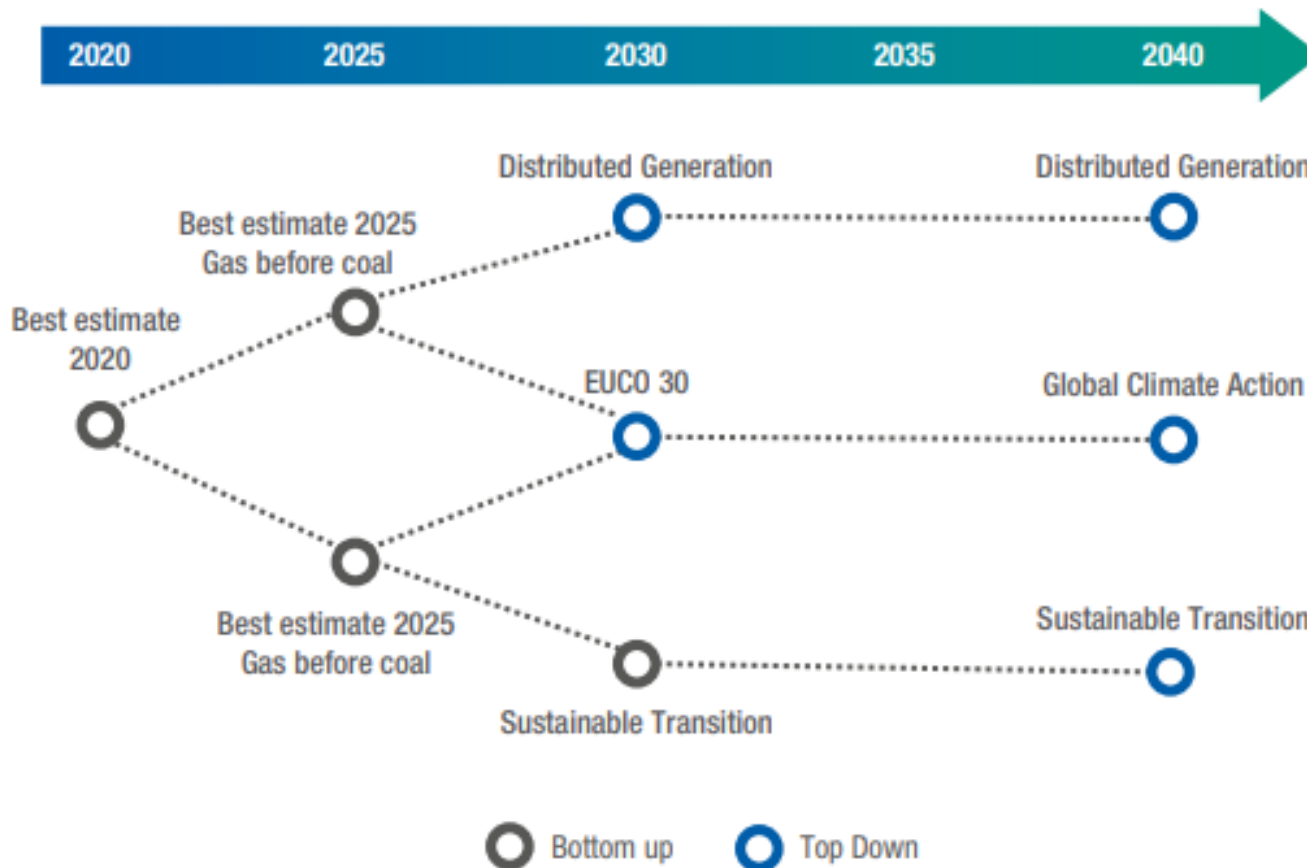 2020 2025 2030 2035 2040
Distributed Generation
Distributed Generation
Best estimate 2025
Gas before coal
Best estimate
2020
EUCO 30
Global Climate Action
Best estimate 2025
Gas before coal
Sustainable Transition
Sustainable Transition
Bottom up
Top Down